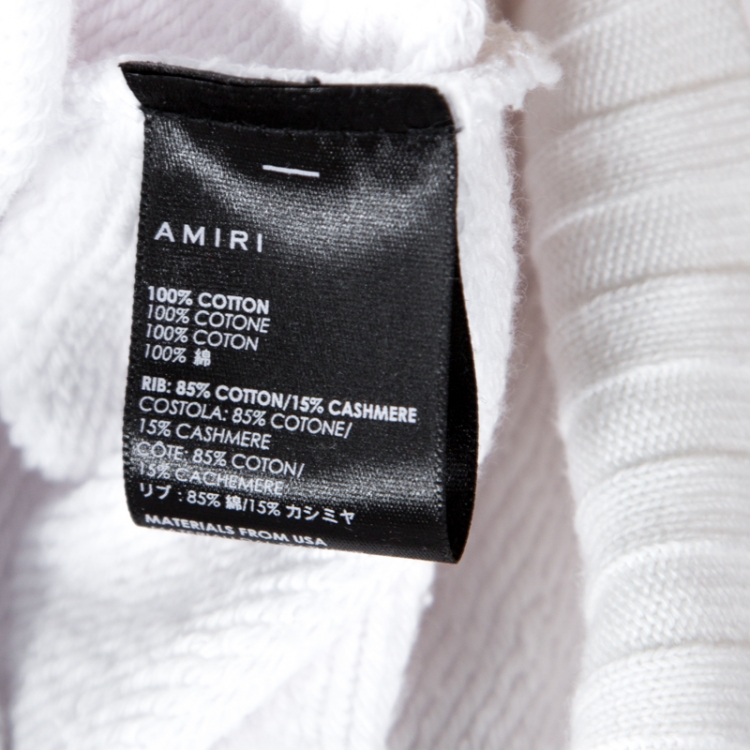 AMIRI
100% COTTON
100% COTONE
100% COTON
100% 綿
RIB: 85% COTTON/15% CASHMERE
COSTOLA: 85% COTONE/
15% CASHMERE
COTE: 85% COTON/
15% CACHEMERE
リブ : 85% 綿/15% カシミヤ
MATERIALS FROM USA